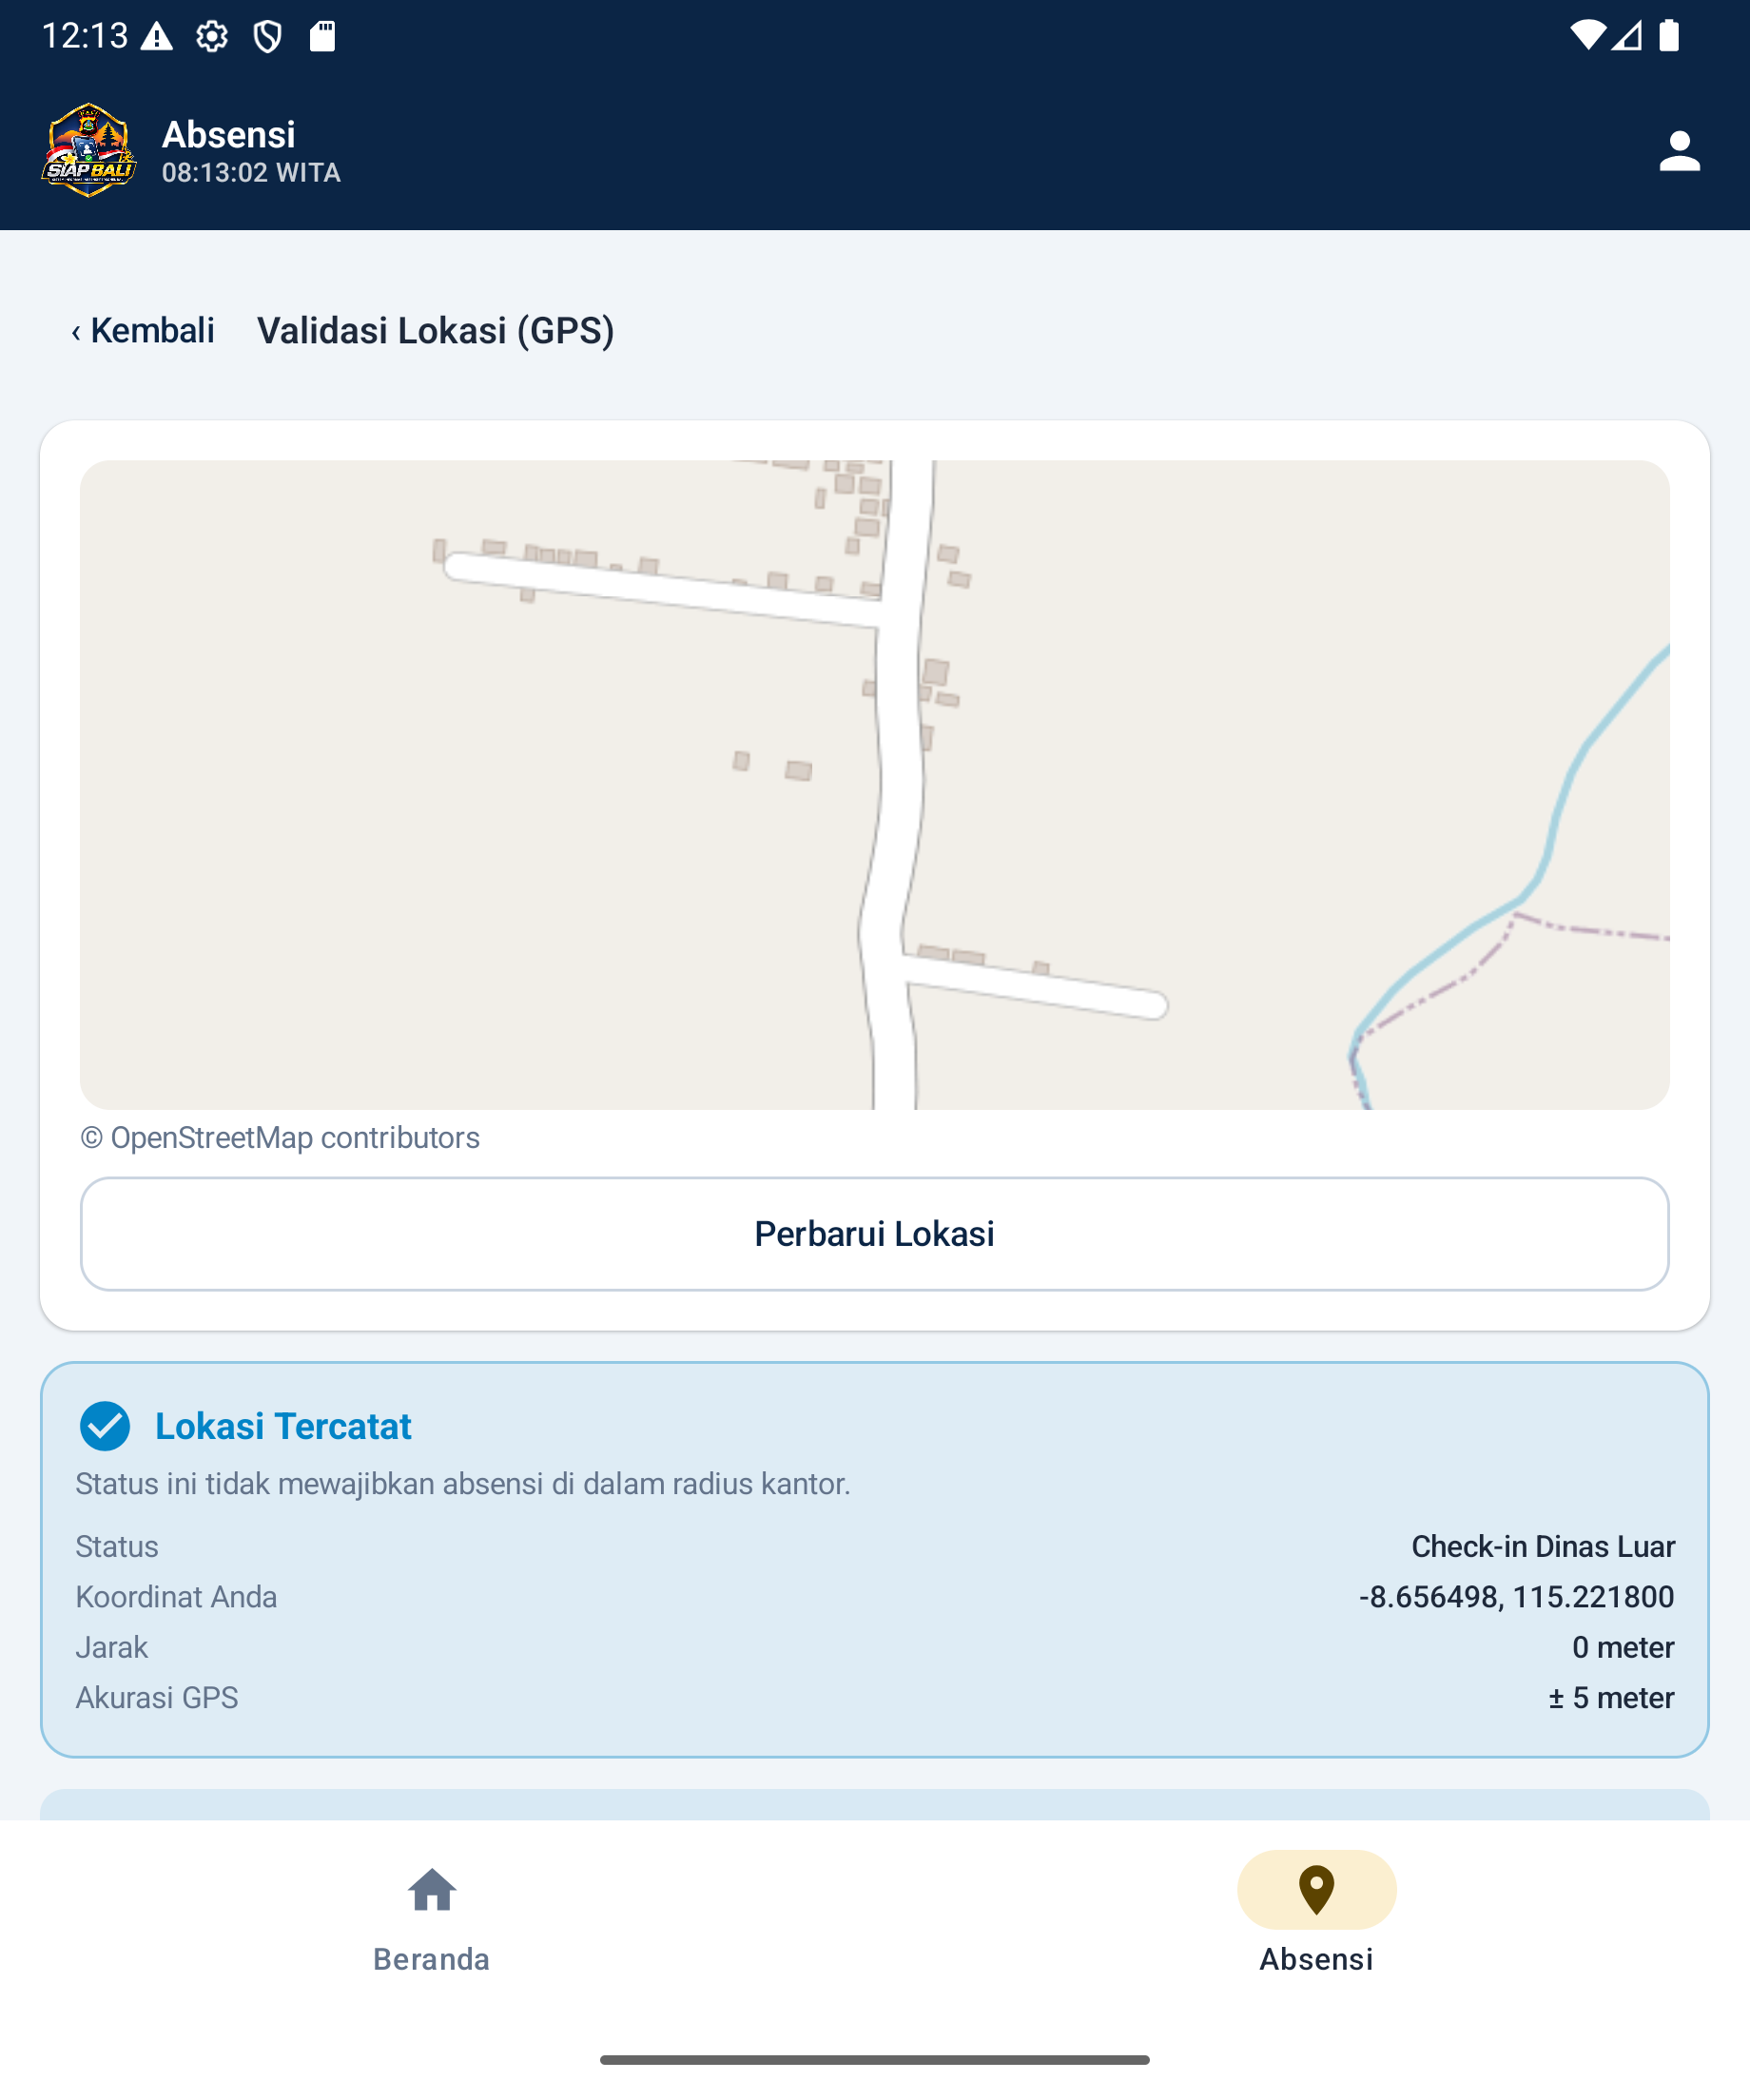 12:13
SIAP BALI
Absensi
08:13:02 WITA
‹ Kembali
Validasi Lokasi (GPS)
© OpenStreetMap contributors
Perbarui Lokasi
Lokasi Tercatat
Status ini tidak mewajibkan absensi di dalam radius kantor.
Status Check-in Dinas Luar
Koordinat Anda -8.656498, 115.221800
Jarak 0 meter
Akurasi GPS ± 5 meter
Beranda
Absensi